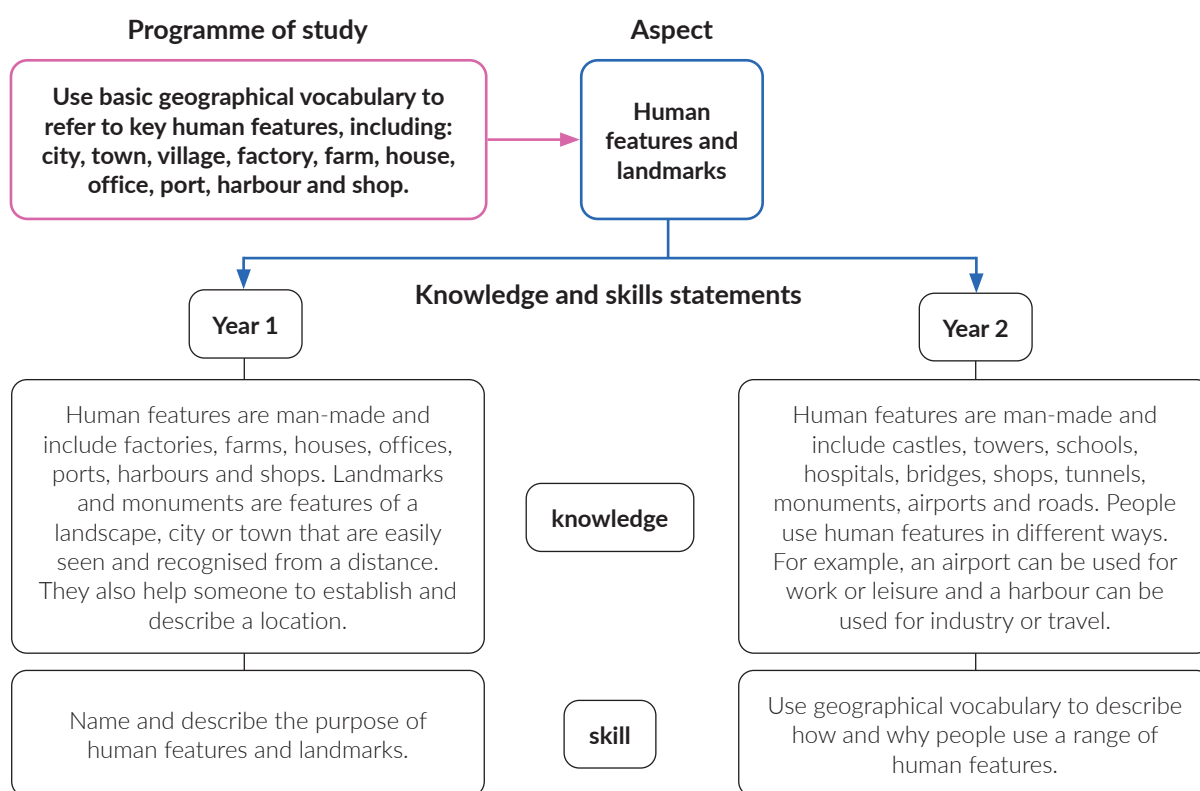 Programme of study
Aspect
Use basic geographical vocabulary to
refer to key human features, including:
city, town, village, factory, farm, house,
office, port, harbour and shop.
Human
features and
landmarks
Knowledge and skills statements
Year 1
Year 2
Human features are man-made and
include factories, farms, houses, offices,
ports, harbours and shops. Landmarks
and monuments are features of a
landscape, city or town that are easily
seen and recognised from a distance.
They also help someone to establish and
describe a location.
knowledge
Human features are man-made and
include castles, towers, schools,
hospitals, bridges, shops, tunnels,
monuments, airports and roads. People
use human features in different ways.
For example, an airport can be used for
work or leisure and a harbour can be
used for industry or travel.
Name and describe the purpose of
human features and landmarks.
skill
Use geographical vocabulary to describe
how and why people use a range of
human features.